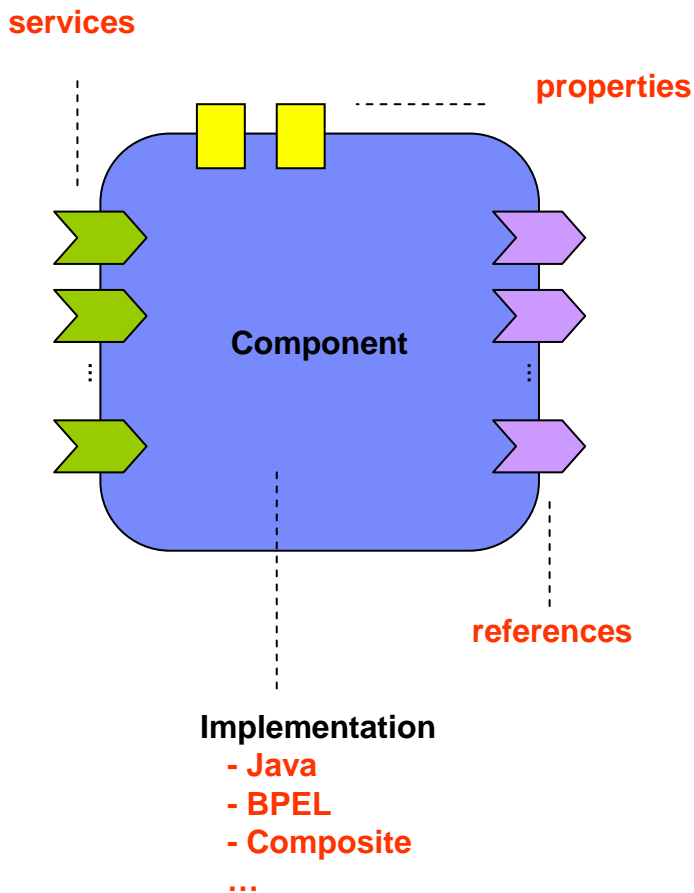 services
properties
Component
...
...
references
Implementation
- Java
- BPEL
- Composite
...